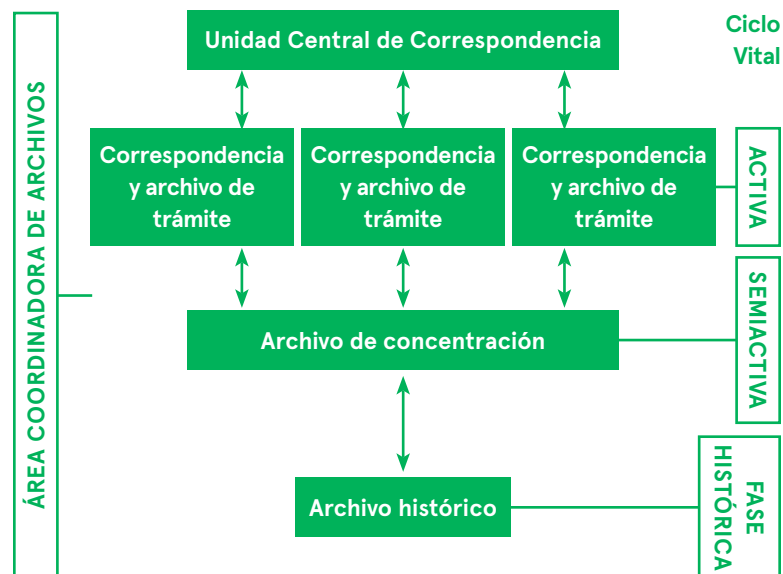 Unidad Central de Correspondencia
Ciclo
Vital
ÁREA COORDINADORA DE ARCHIVOS
Correspondencia
y archivo de
trámite
Correspondencia
y archivo de
trámite
Correspondencia
y archivo de
trámite
ACTIVA
Archivo de concentración
SEMIACTIVA
Archivo histórico
FASE
HISTÓRICA